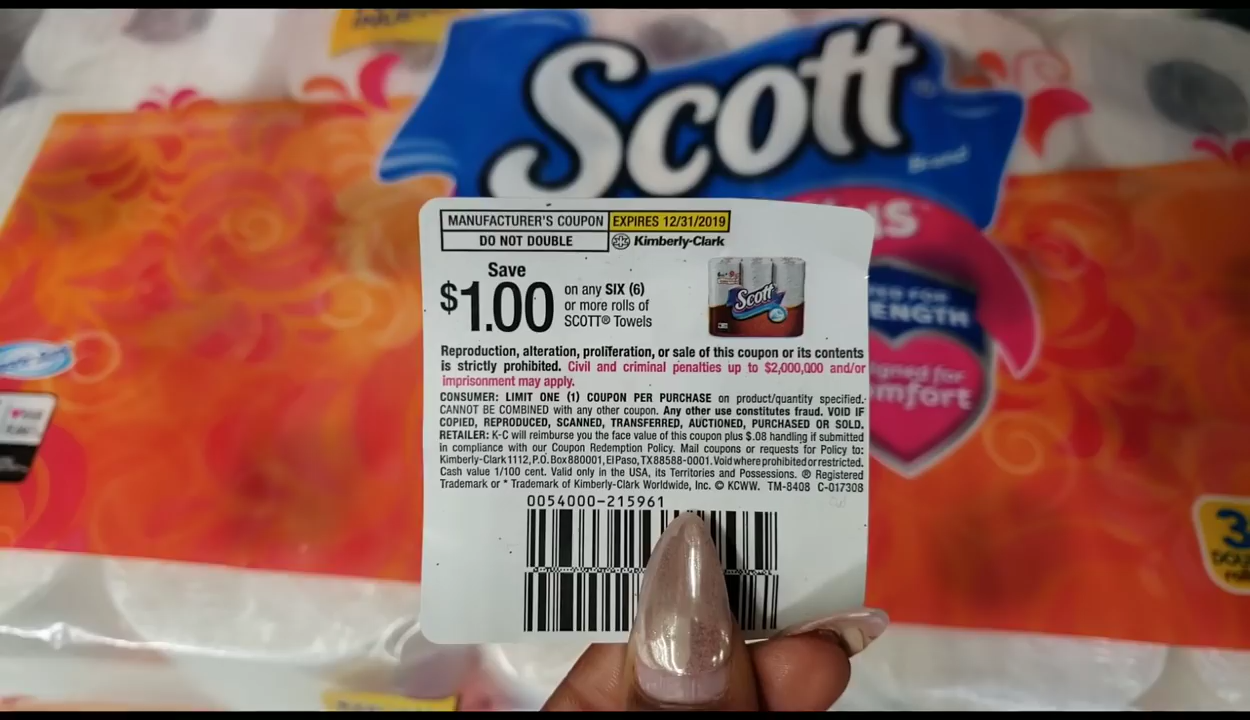 Scott
Brand
MANUFACTURER'S COUPON EXPIRES 12/31/2019
DO NOT DOUBLE Kimberly-Clark
Save
$1.00
on any SIX (6)
or more rolls of
SCOTT® Towels
Scott
Reproduction, alteration, proliferation, or sale of this coupon or its contents
is strictly prohibited. Civil and criminal penalties up to $2,000,000 and/or
imprisonment may apply.
CONSUMER: LIMIT ONE (1) COUPON PER PURCHASE on product/quantity specified.
CANNOT BE COMBINED with any other coupon. Any other use constitutes fraud. VOID IF
COPIED, REPRODUCED, SCANNED, TRANSFERRED, AUCTIONED, PURCHASED OR SOLD.
RETAILER: K-C will reimburse you the face value of this coupon plus $.08 handling if submitted
in compliance with our Coupon Redemption Policy. Mail coupons or requests for Policy to:
Kimberly-Clark 1112, P.O. Box 880001, El Paso, TX 88588-0001. Void where prohibited or restricted.
Cash value 1/100 cent. Valid only in the USA, its Territories and Possessions. ® Registered
Trademark or * Trademark of Kimberly-Clark Worldwide, Inc. © KCWW. TM-8408 C-017308
0054000-215961